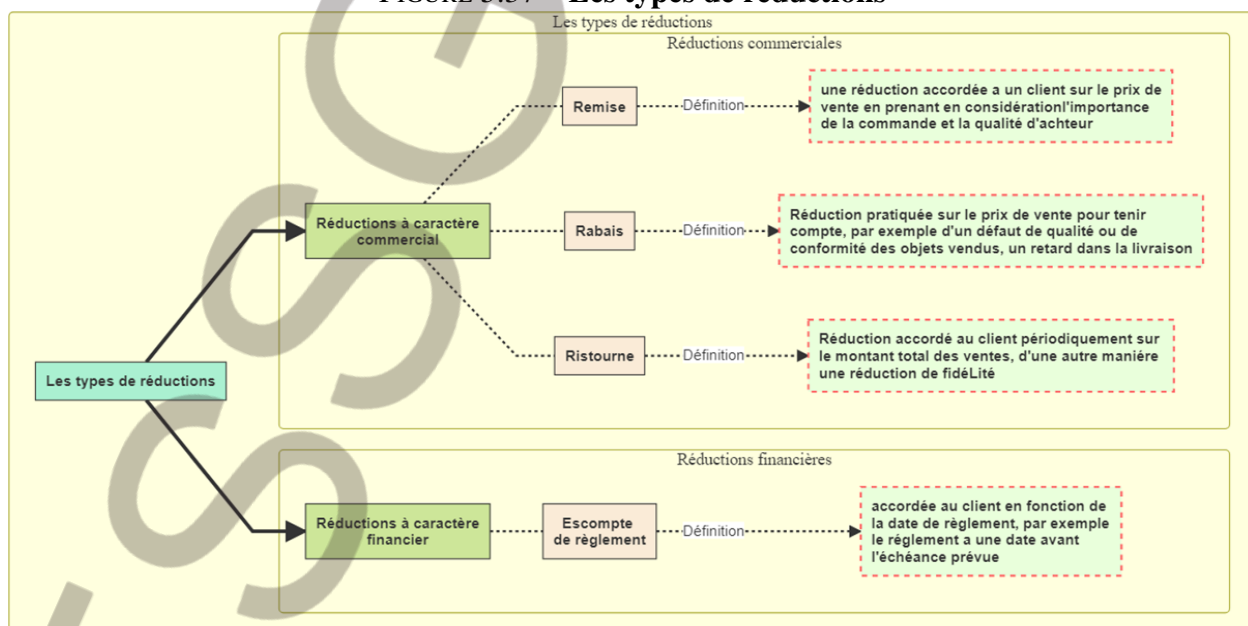 Les types de réductions
Les types de réductions
Réductions commerciales
Remise
Définition
une réduction accordée a un client sur le prix de
vente en prenant en considérationl'importance
de la commande et la qualité d'achteur
Réductions à caractère
commercial
Rabais
Définition
Réduction pratiquée sur le prix de vente pour tenir
compte, par exemple d'un défaut de qualité ou de
conformité des objets vendus, un retard dans la livraison
Ristourne
Définition
Réduction accordé au client périodiquement sur
le montant total des ventes, d'une autre manière
une réduction de fidéLité
Les types de réductions
Réductions financières
Réductions à caractère
financier
Escompte
de règlement
Définition
accordée au client en fonction de
la date de règlement, par exemple
le réglement a une date avant
l'échéance prévue